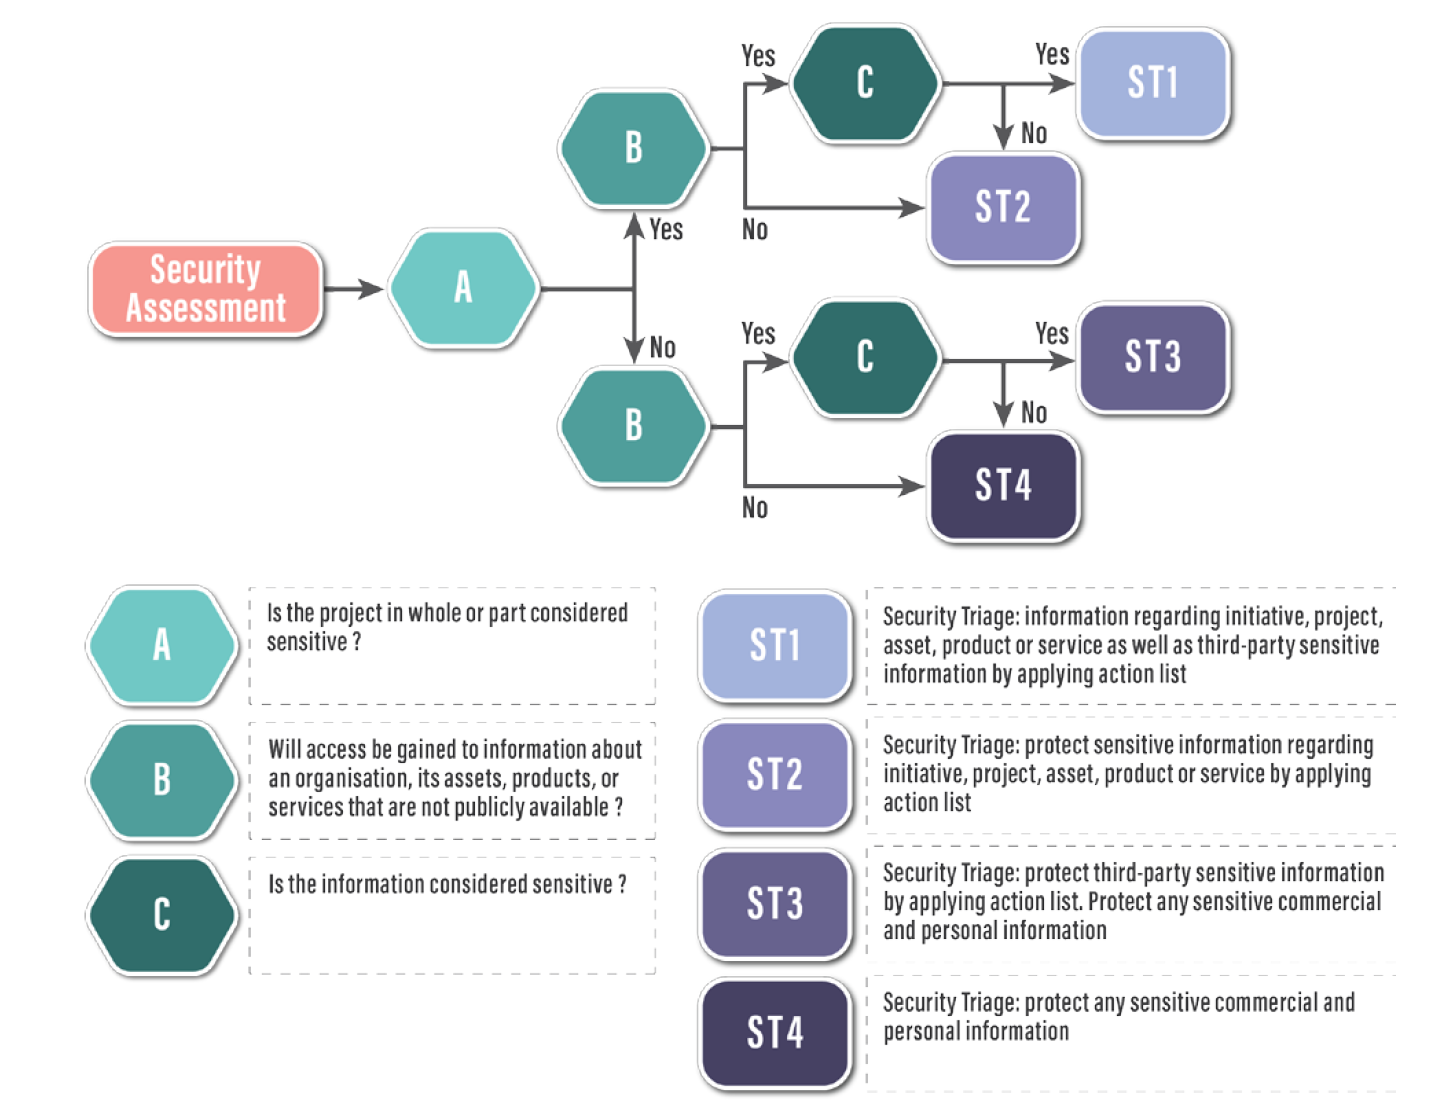 Yes
C
Yes
ST1
B
No
ST2
Yes
No
Security
Assessment
A
No
Yes
C
Yes
ST3
B
No
ST4
No
A
Is the project in whole or part considered
sensitive ?
B
Will access be gained to information about
an organisation, its assets, products, or
services that are not publicly available ?
C
Is the information considered sensitive ?
ST1
Security Triage: information regarding initiative, project,
asset, product or service as well as third-party sensitive
information by applying action list
ST2
Security Triage: protect sensitive information regarding
initiative, project, asset, product or service by applying
action list
ST3
Security Triage: protect third-party sensitive information
by applying action list. Protect any sensitive commercial
and personal information
ST4
Security Triage: protect any sensitive commercial and
personal information